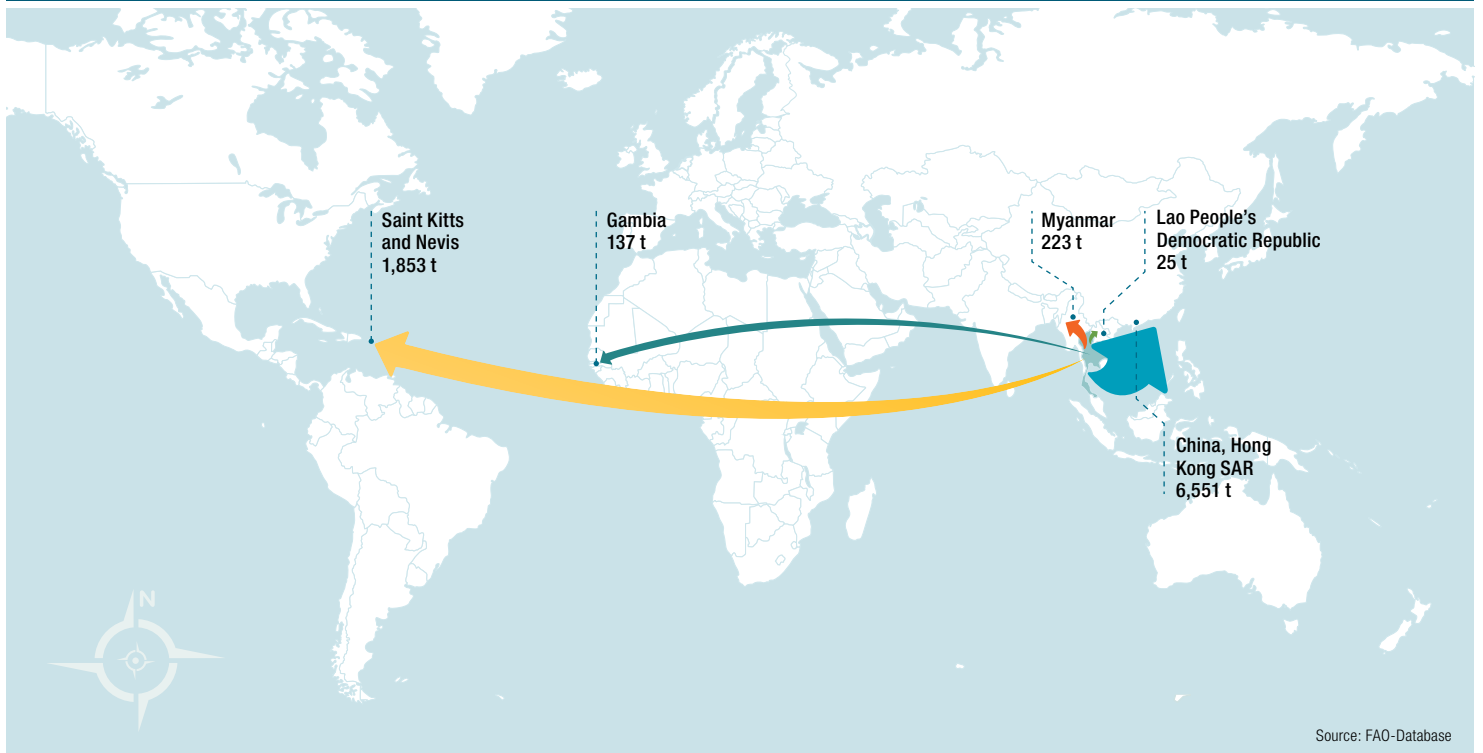 Saint Kitts
and Nevis
1,853 t
Gambia
137 t
Myanmar
223 t
Lao People's
Democratic Republic
25 t
China, Hong
Kong SAR
6,551 t
N
Source: FAO-Database